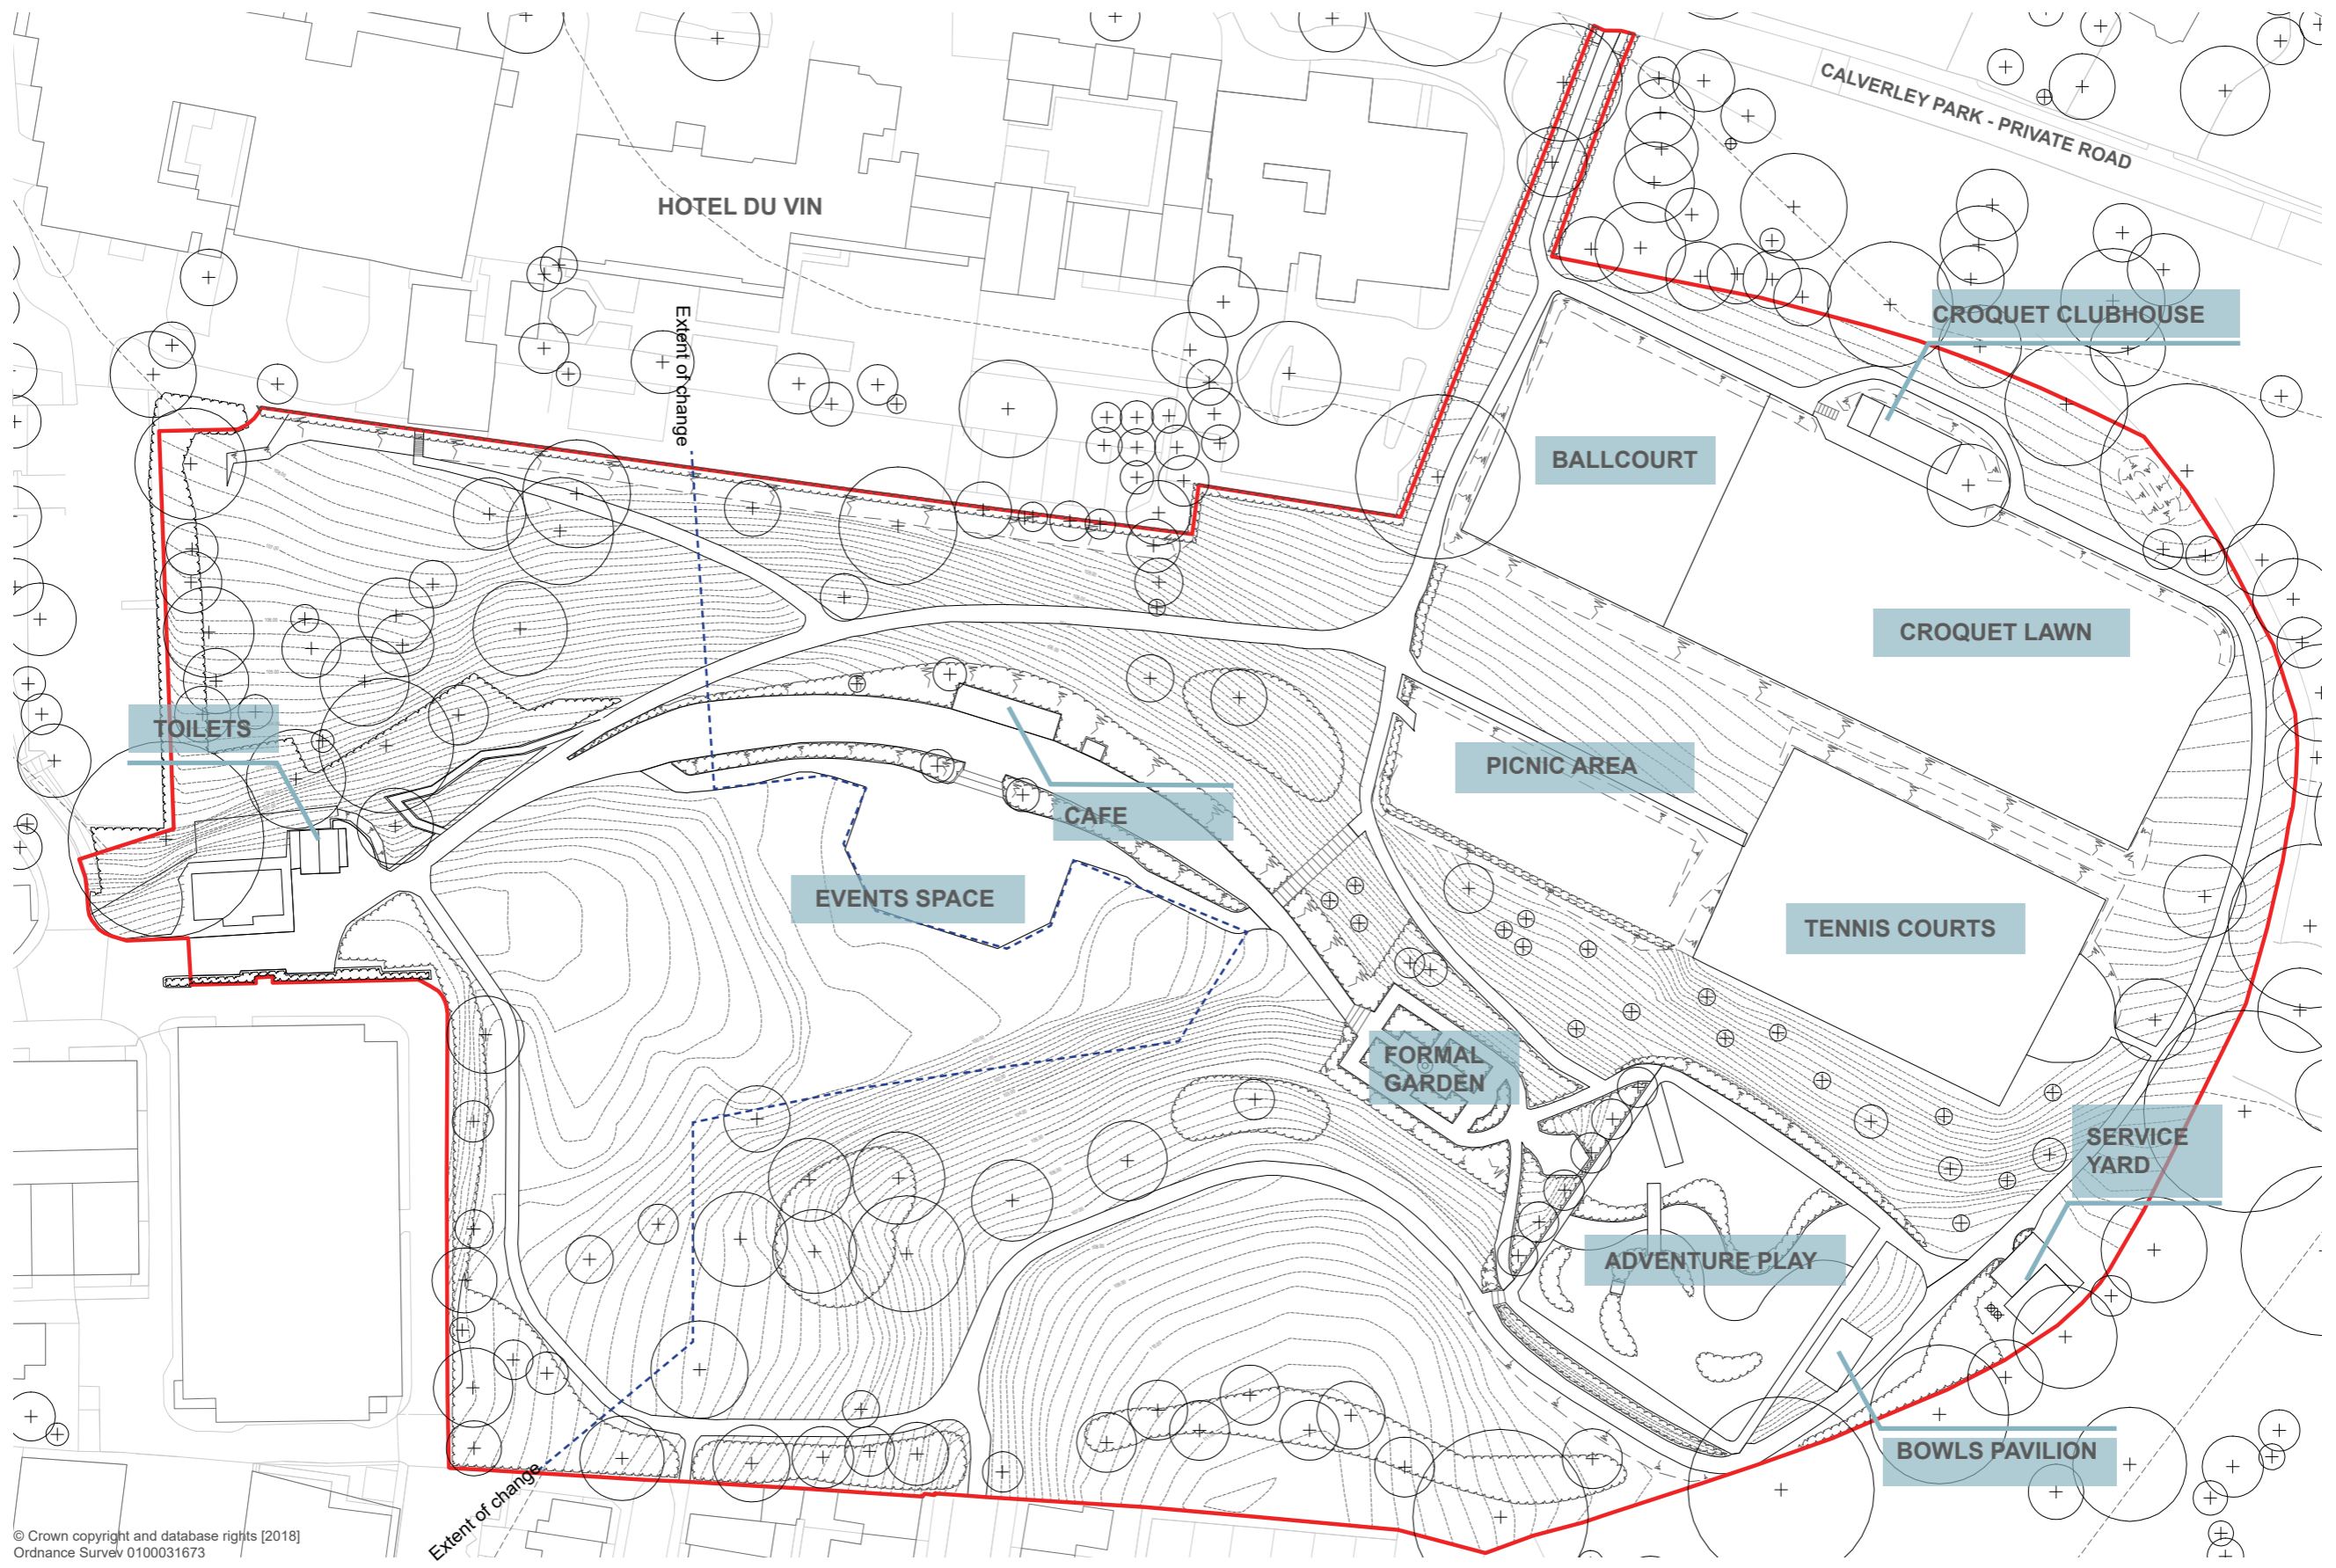 CALVERLEY PARK - PRIVATE ROAD
HOTEL DU VIN
CROQUET CLUBHOUSE
Extent of change
BALLCOURT
CROQUET LAWN
TOILETS
PICNIC AREA
CAFE
EVENTS SPACE
TENNIS COURTS
FORMAL
GARDEN
SERVICE
YARD
ADVENTURE PLAY
BOWLS PAVILION
Extent of change
© Crown copyright and database rights [2018]
Ordnance Survey 0100031673